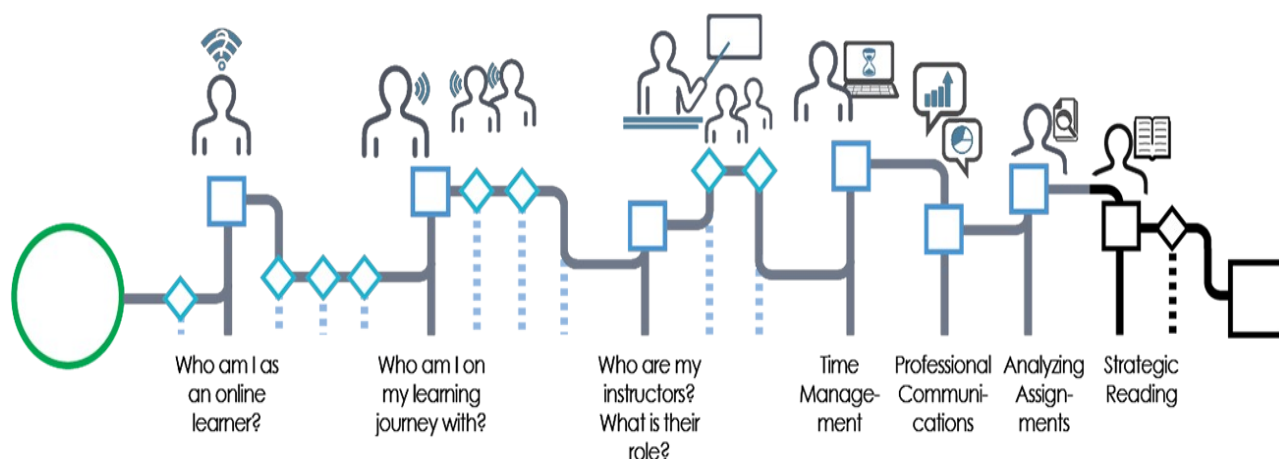 Who am I as
an online
learner?
Who am I on
my learning
journey with?
Who are my
instructors?
What is their
role?
Time
Manage-
ment
Professional
Communi-
cations
Analyzing
Assign-
ments
Strategic
Reading